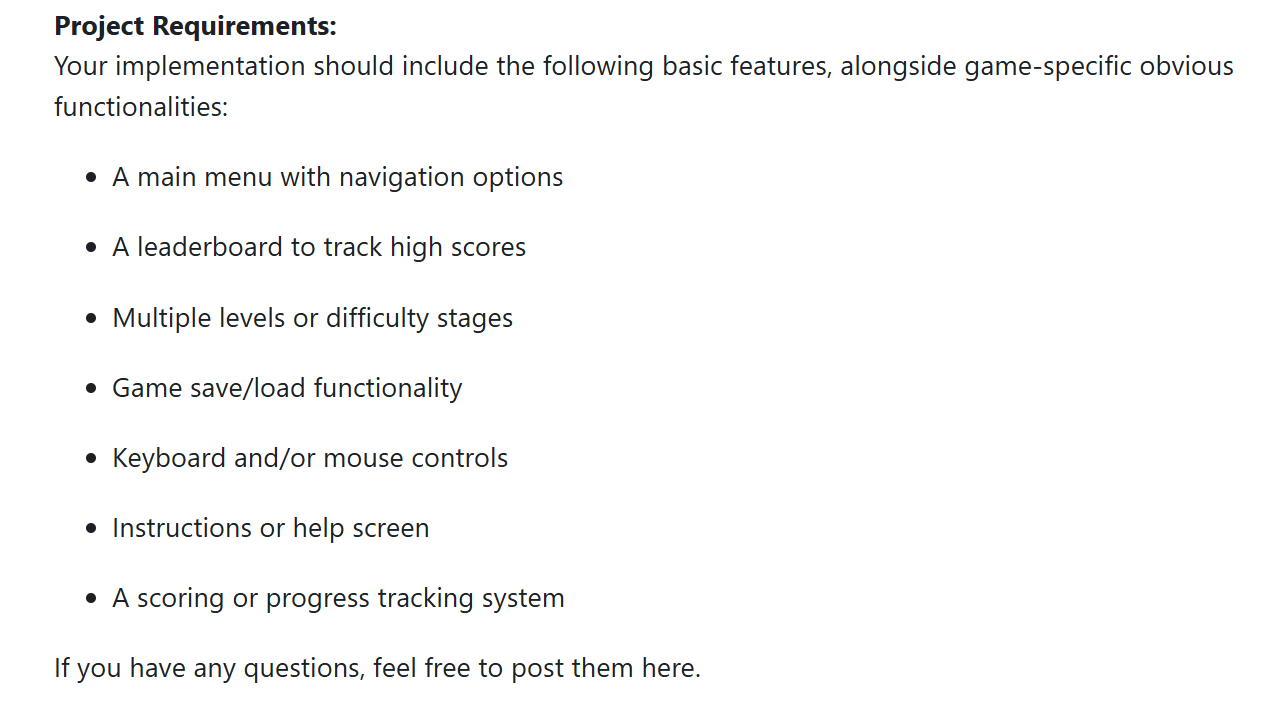 Project Requirements:
Your implementation should include the following basic features, alongside game-specific obvious
functionalities:
• A main menu with navigation options
• A leaderboard to track high scores
• Multiple levels or difficulty stages
• Game save/load functionality
• Keyboard and/or mouse controls
• Instructions or help screen
• A scoring or progress tracking system
If you have any questions, feel free to post them here.